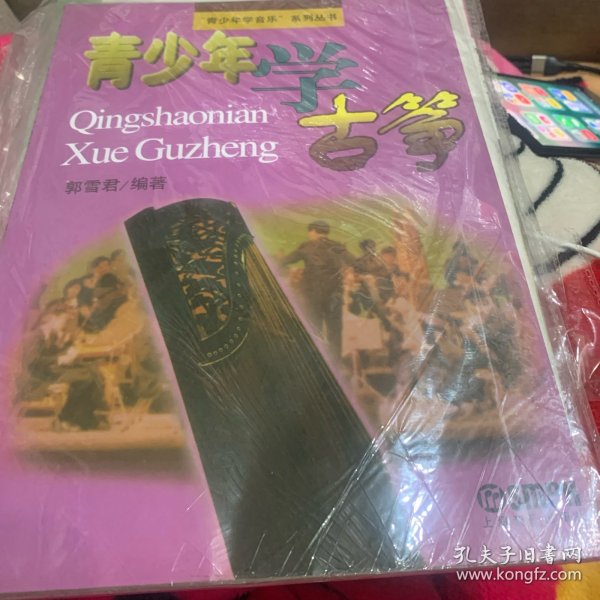 "青少年学音乐"系列丛书
青少年学
古筝
Qingshaonian
Xue Guzheng
郭雪君/编著
孔夫子旧书网
www.kongfz.com